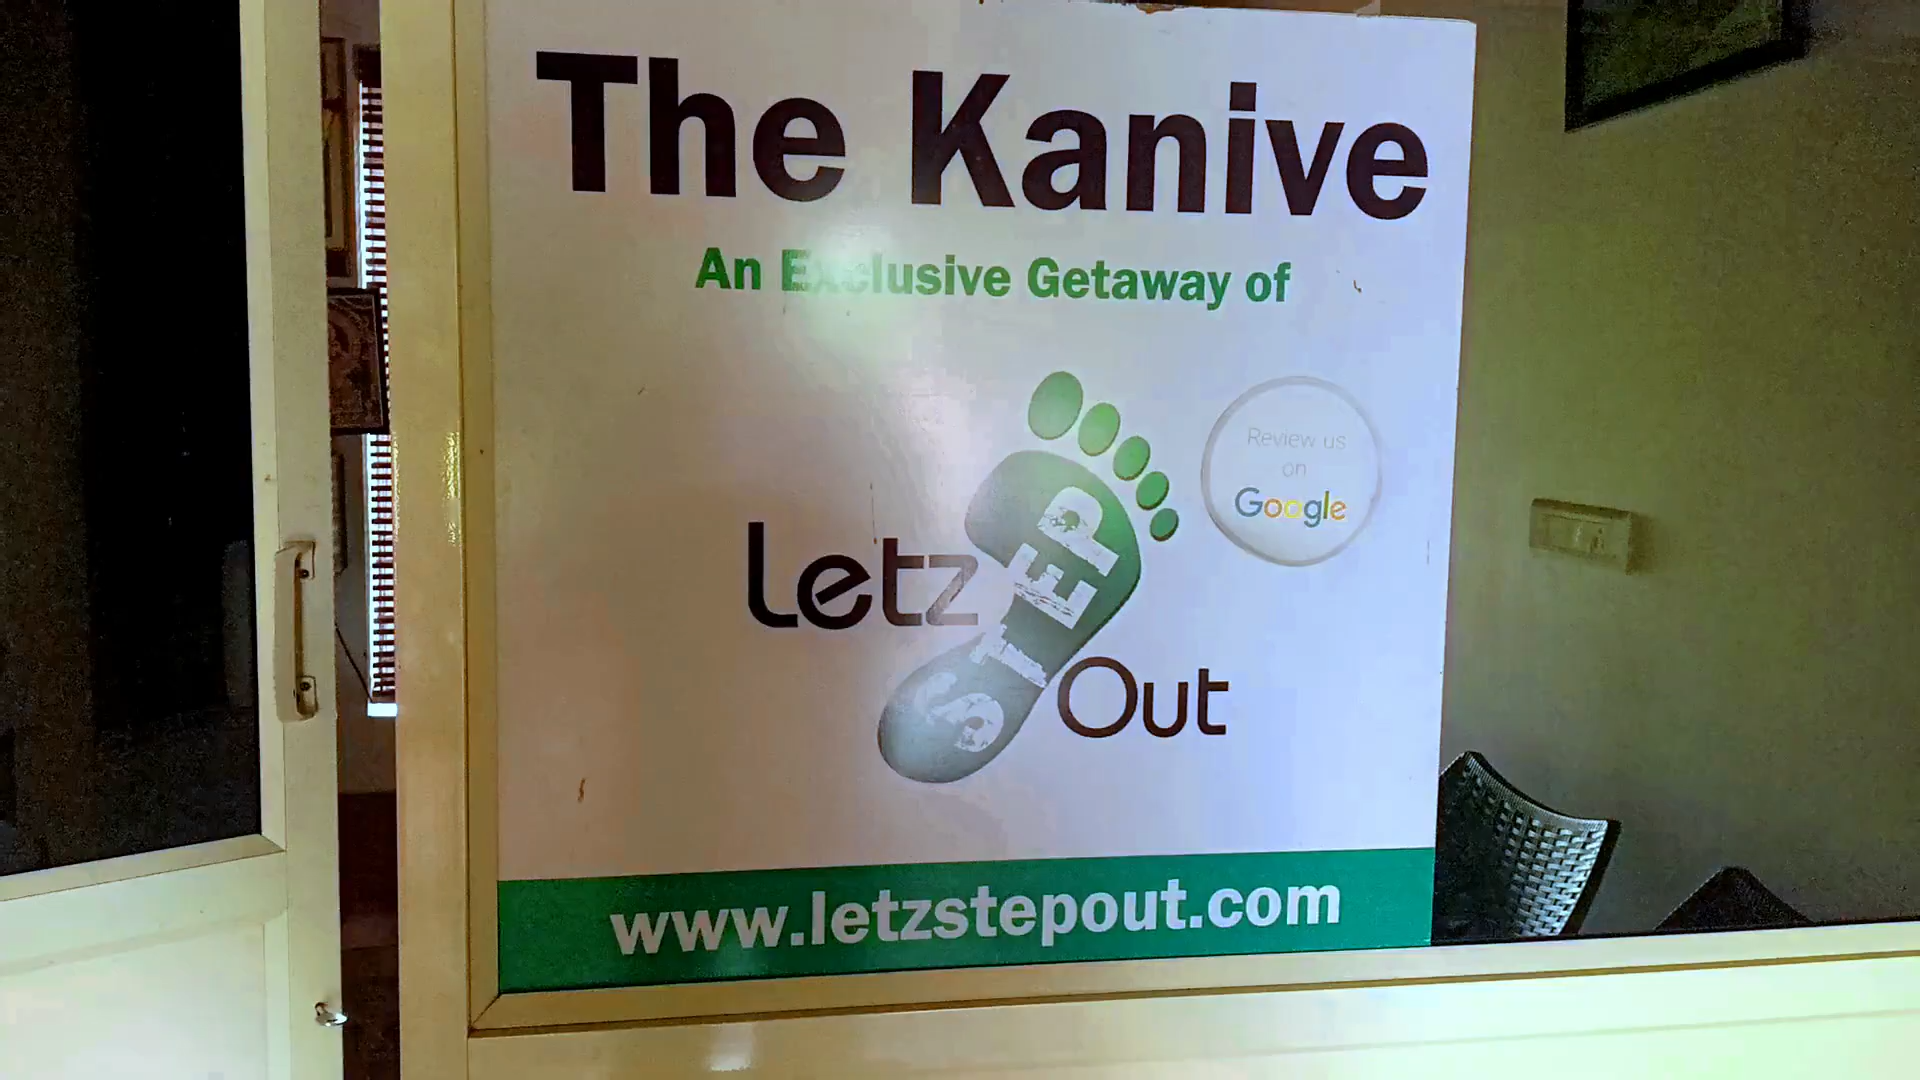 The Kanive
An Exclusive Getaway of
Review us
on
Google
Letz
STEP
Out
www.letzstepout.com